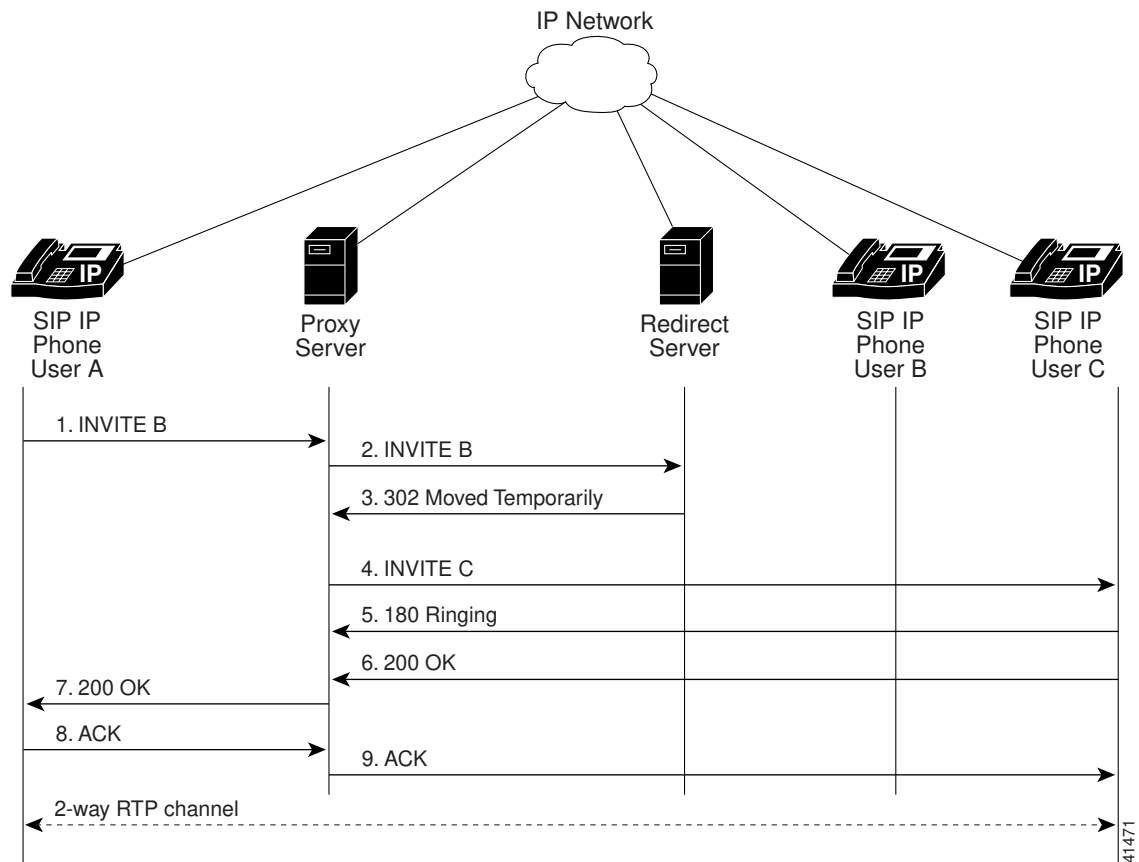 IP Network
IP
IP
IP
SIP IP
Phone
User A
Proxy
Server
Redirect
Server
SIP IP
Phone
User B
SIP IP
Phone
User C
1. INVITE B
2. INVITE B
3. 302 Moved Temporarily
4. INVITE C
5. 180 Ringing
6. 200 OK
7. 200 OK
8. ACK
9. ACK
2-way RTP channel
41471